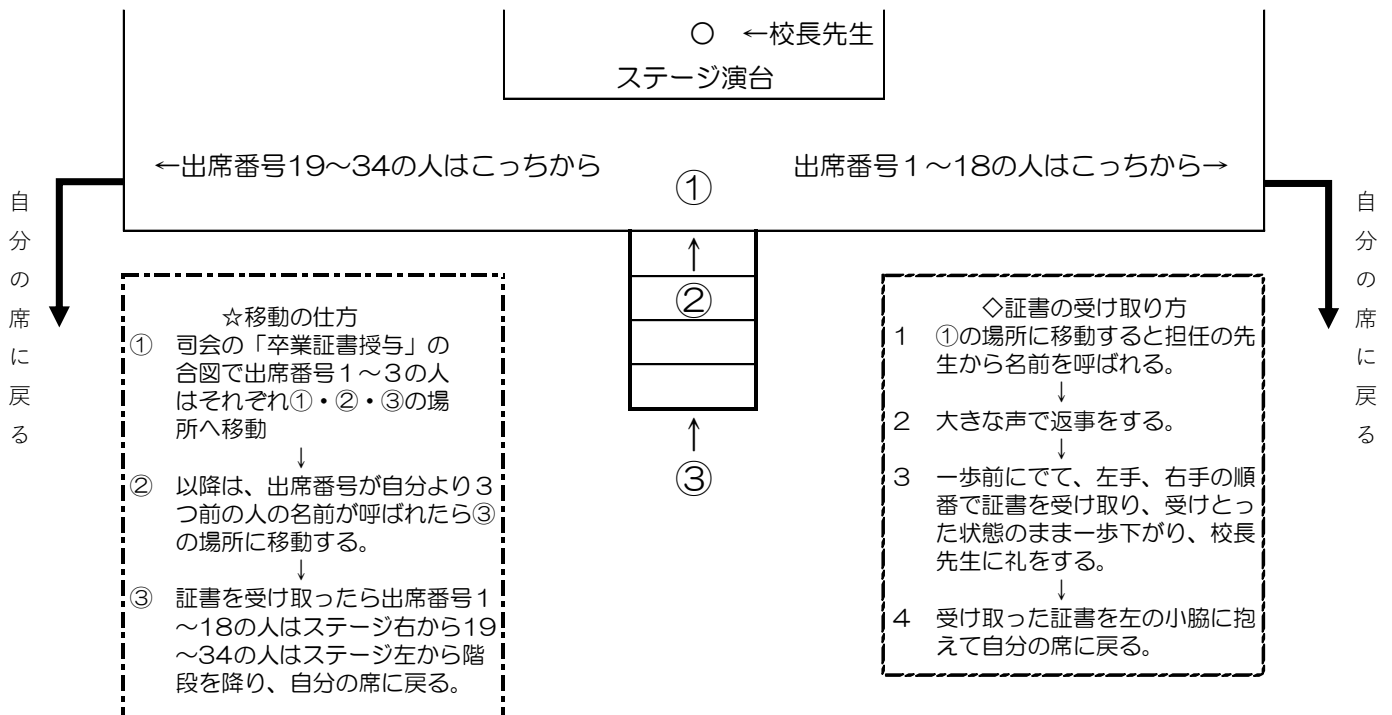 ○ ←校長先生
ステージ演台
←出席番号19～34の人はこっちから
出席番号1～18の人はこっちから→
①
↑
②
↑
③
自分の席に戻る
自分の席に戻る
☆移動の仕方
① 司会の「卒業証書授与」の
合図で出席番号1～3の人
はそれぞれ①・②・③の場
所へ移動
↓
② 以降は、出席番号が自分より3
つ前の人の名前が呼ばれたら③
の場所に移動する。
↓
③ 証書を受け取ったら出席番号1
～18の人はステージ右から19
～34の人はステージ左から階
段を降り、自分の席に戻る。
◇証書の受け取り方
1 ①の場所に移動すると担任の先
生から名前を呼ばれる。
↓
2 大きな声で返事をする。
↓
3 一歩前にでて、左手、右手の順
番で証書を受け取り、受けとっ
た状態のまま一歩下がり、校長
先生に礼をする。
↓
4 受け取った証書を左の小脇に抱
えて自分の席に戻る。